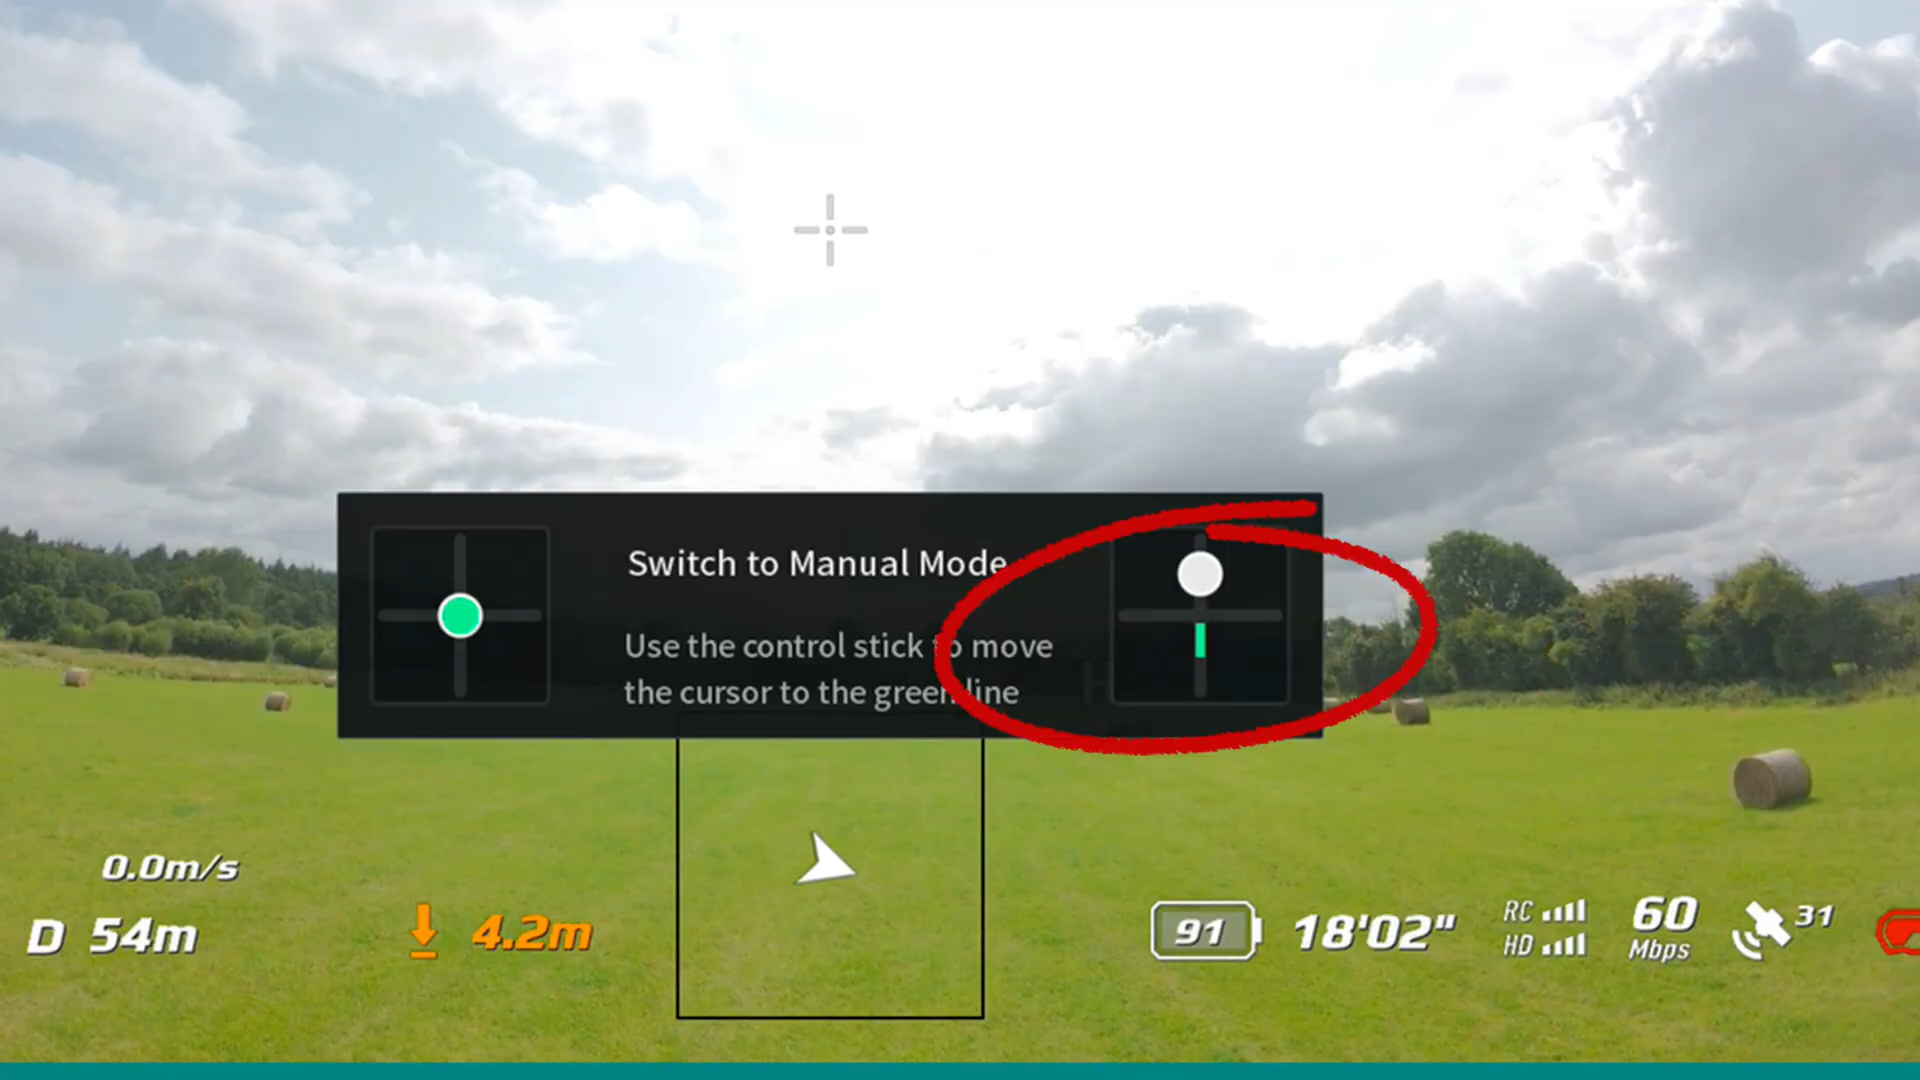 Switch to Manual Mode
Use the control stick to move
the cursor to the green line
H
0.0m/s
D 54m
4.2m
91
18'02"
RC
HD
60
Mbps
31